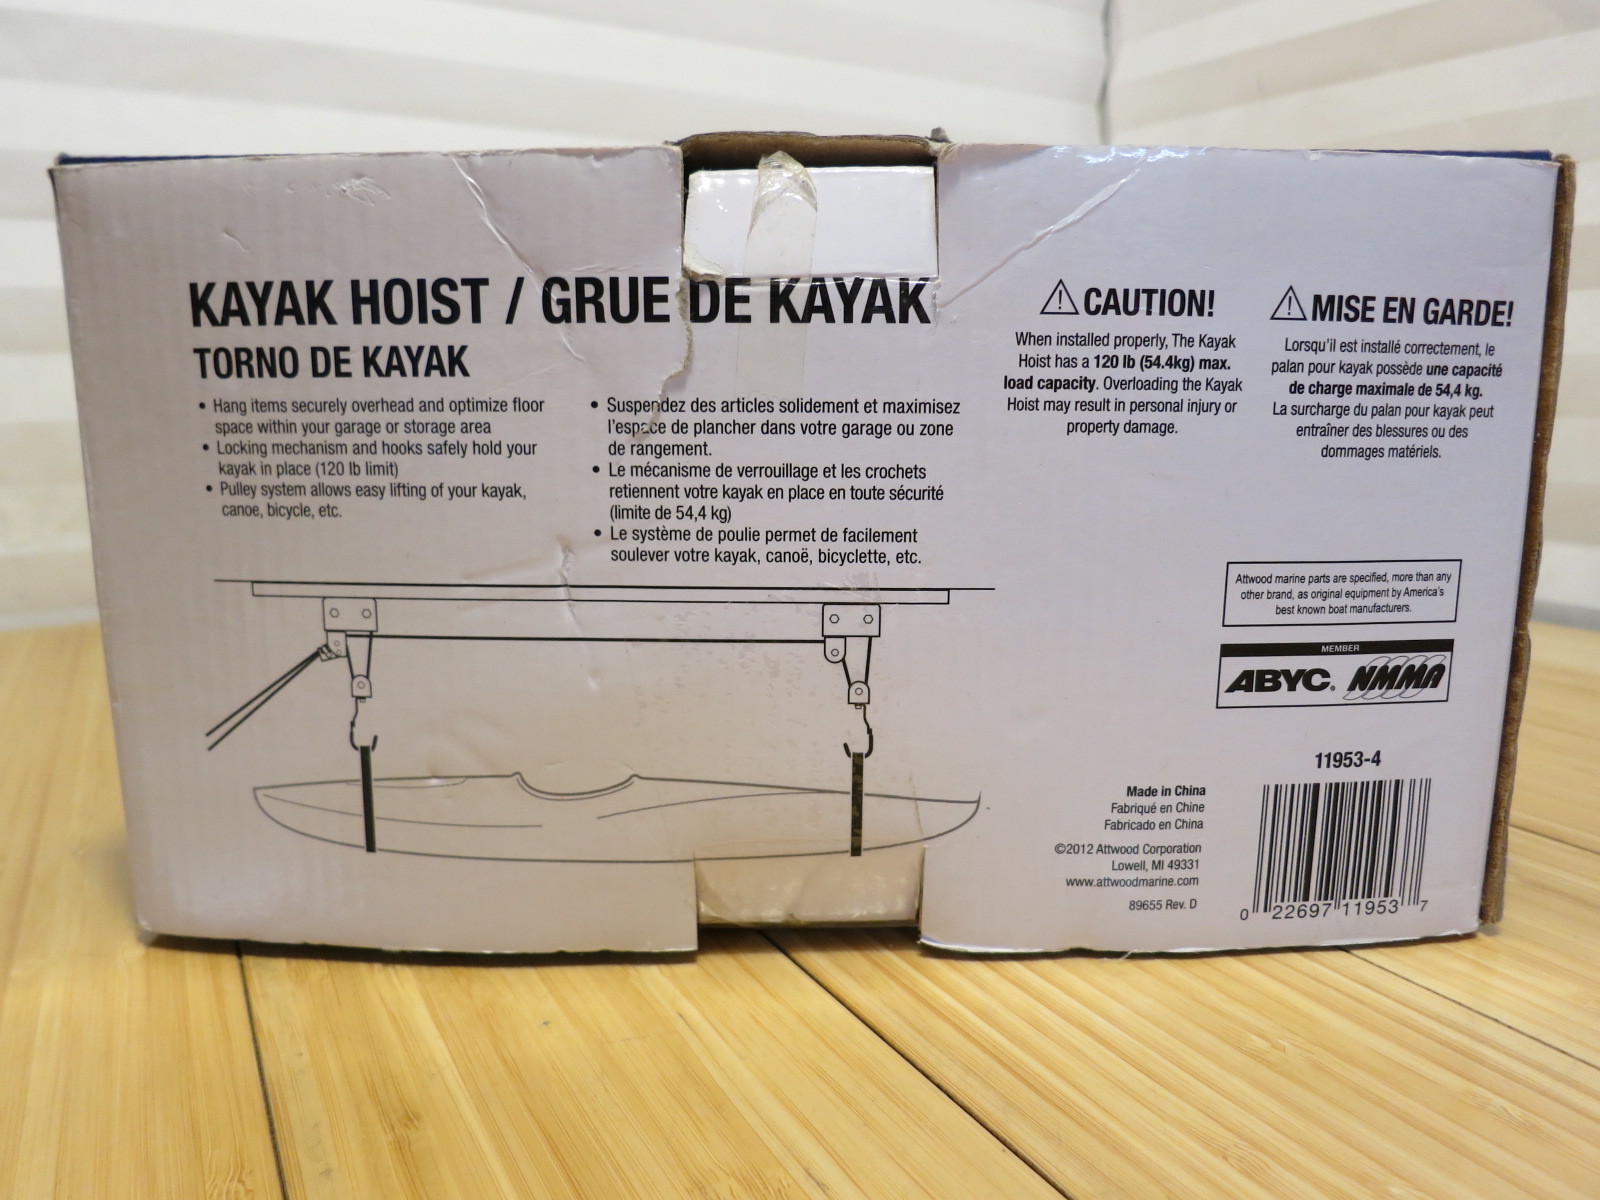 KAYAK HOIST / GRUE DE KAYAK
TORNO DE KAYAK
• Hang items securely overhead and optimize floor
space within your garage or storage area
• Locking mechanism and hooks safely hold your
kayak in place (120 lb limit)
• Pulley system allows easy lifting of your kayak,
canoe, bicycle, etc.
• Suspendez des articles solidement et maximisez
l'espace de plancher dans votre garage ou zone
de rangement.
• Le mécanisme de verrouillage et les crochets
retiennent votre kayak en place en toute sécurité
(limite de 54,4 kg)
• Le système de poulie permet de facilement
soulever votre kayak, canoë, bicyclette, etc.
CAUTION!
When installed properly, The Kayak
Hoist has a 120 lb (54.4kg) max.
load capacity. Overloading the Kayak
Hoist may result in personal injury or
property damage.
MISE EN GARDE!
Lorsqu'il est installé correctement, le
palan pour kayak possède une capacité
de charge maximale de 54,4 kg.
La surcharge du palan pour kayak peut
entraîner des blessures ou des
dommages matériels.
Attwood marine parts are specified, more than any
other brand, as original equipment by America's
best known boat manufacturers.
MEMBER
ABYC. NMMA
11953-4
Made in China
Fabriqué en Chine
Fabricado en China
©2012 Attwood Corporation
Lowell, MI 49331
www.attwoodmarine.com
89655 Rev. D
0 22697 11953 7